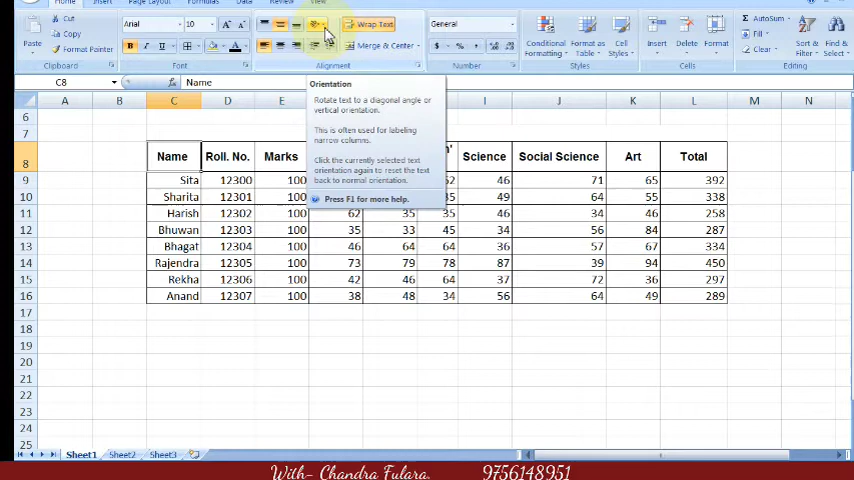 Home Insert Page Layout Formulas Data Review View
Cut
Copy
Paste
Format Painter
Clipboard
Arial 10
Font
Wrap Text
Merge & Center
Alignment
General
Number
Conditional Formatting
Format as Table
Cell Styles
Styles
Insert Delete Format
Cells
AutoSum
Fill
Clear
Sort & Filter
Editing
C8 fx Name
A B C D E I J K L M N
6
7
8 Name Roll. No. Marks Science Social Science Art Total
9 Sita 12300 100 46 71 65 392
10 Sharita 12301 100 49 64 55 338
11 Harish 12302 100 62 35 35 46 34 46 258
12 Bhuwan 12303 100 35 33 45 34 56 84 287
13 Bhagat 12304 100 46 64 64 36 57 67 334
14 Rajendra 12305 100 73 79 78 87 39 94 450
15 Rekha 12306 100 42 46 64 37 72 36 297
16 Anand 12307 100 38 48 34 56 64 49 289
17
18
19
20
21
22
23
24
25
Orientation
Rotate text to a diagonal angle or
vertical orientation.
This is often used for labeling
narrow columns.
Click the currently selected text
orientation again to reset the text
back to normal orientation.
Press F1 for more help.
Sheet1 Sheet2 Sheet3
With- Chandra Fulara. 9756148951